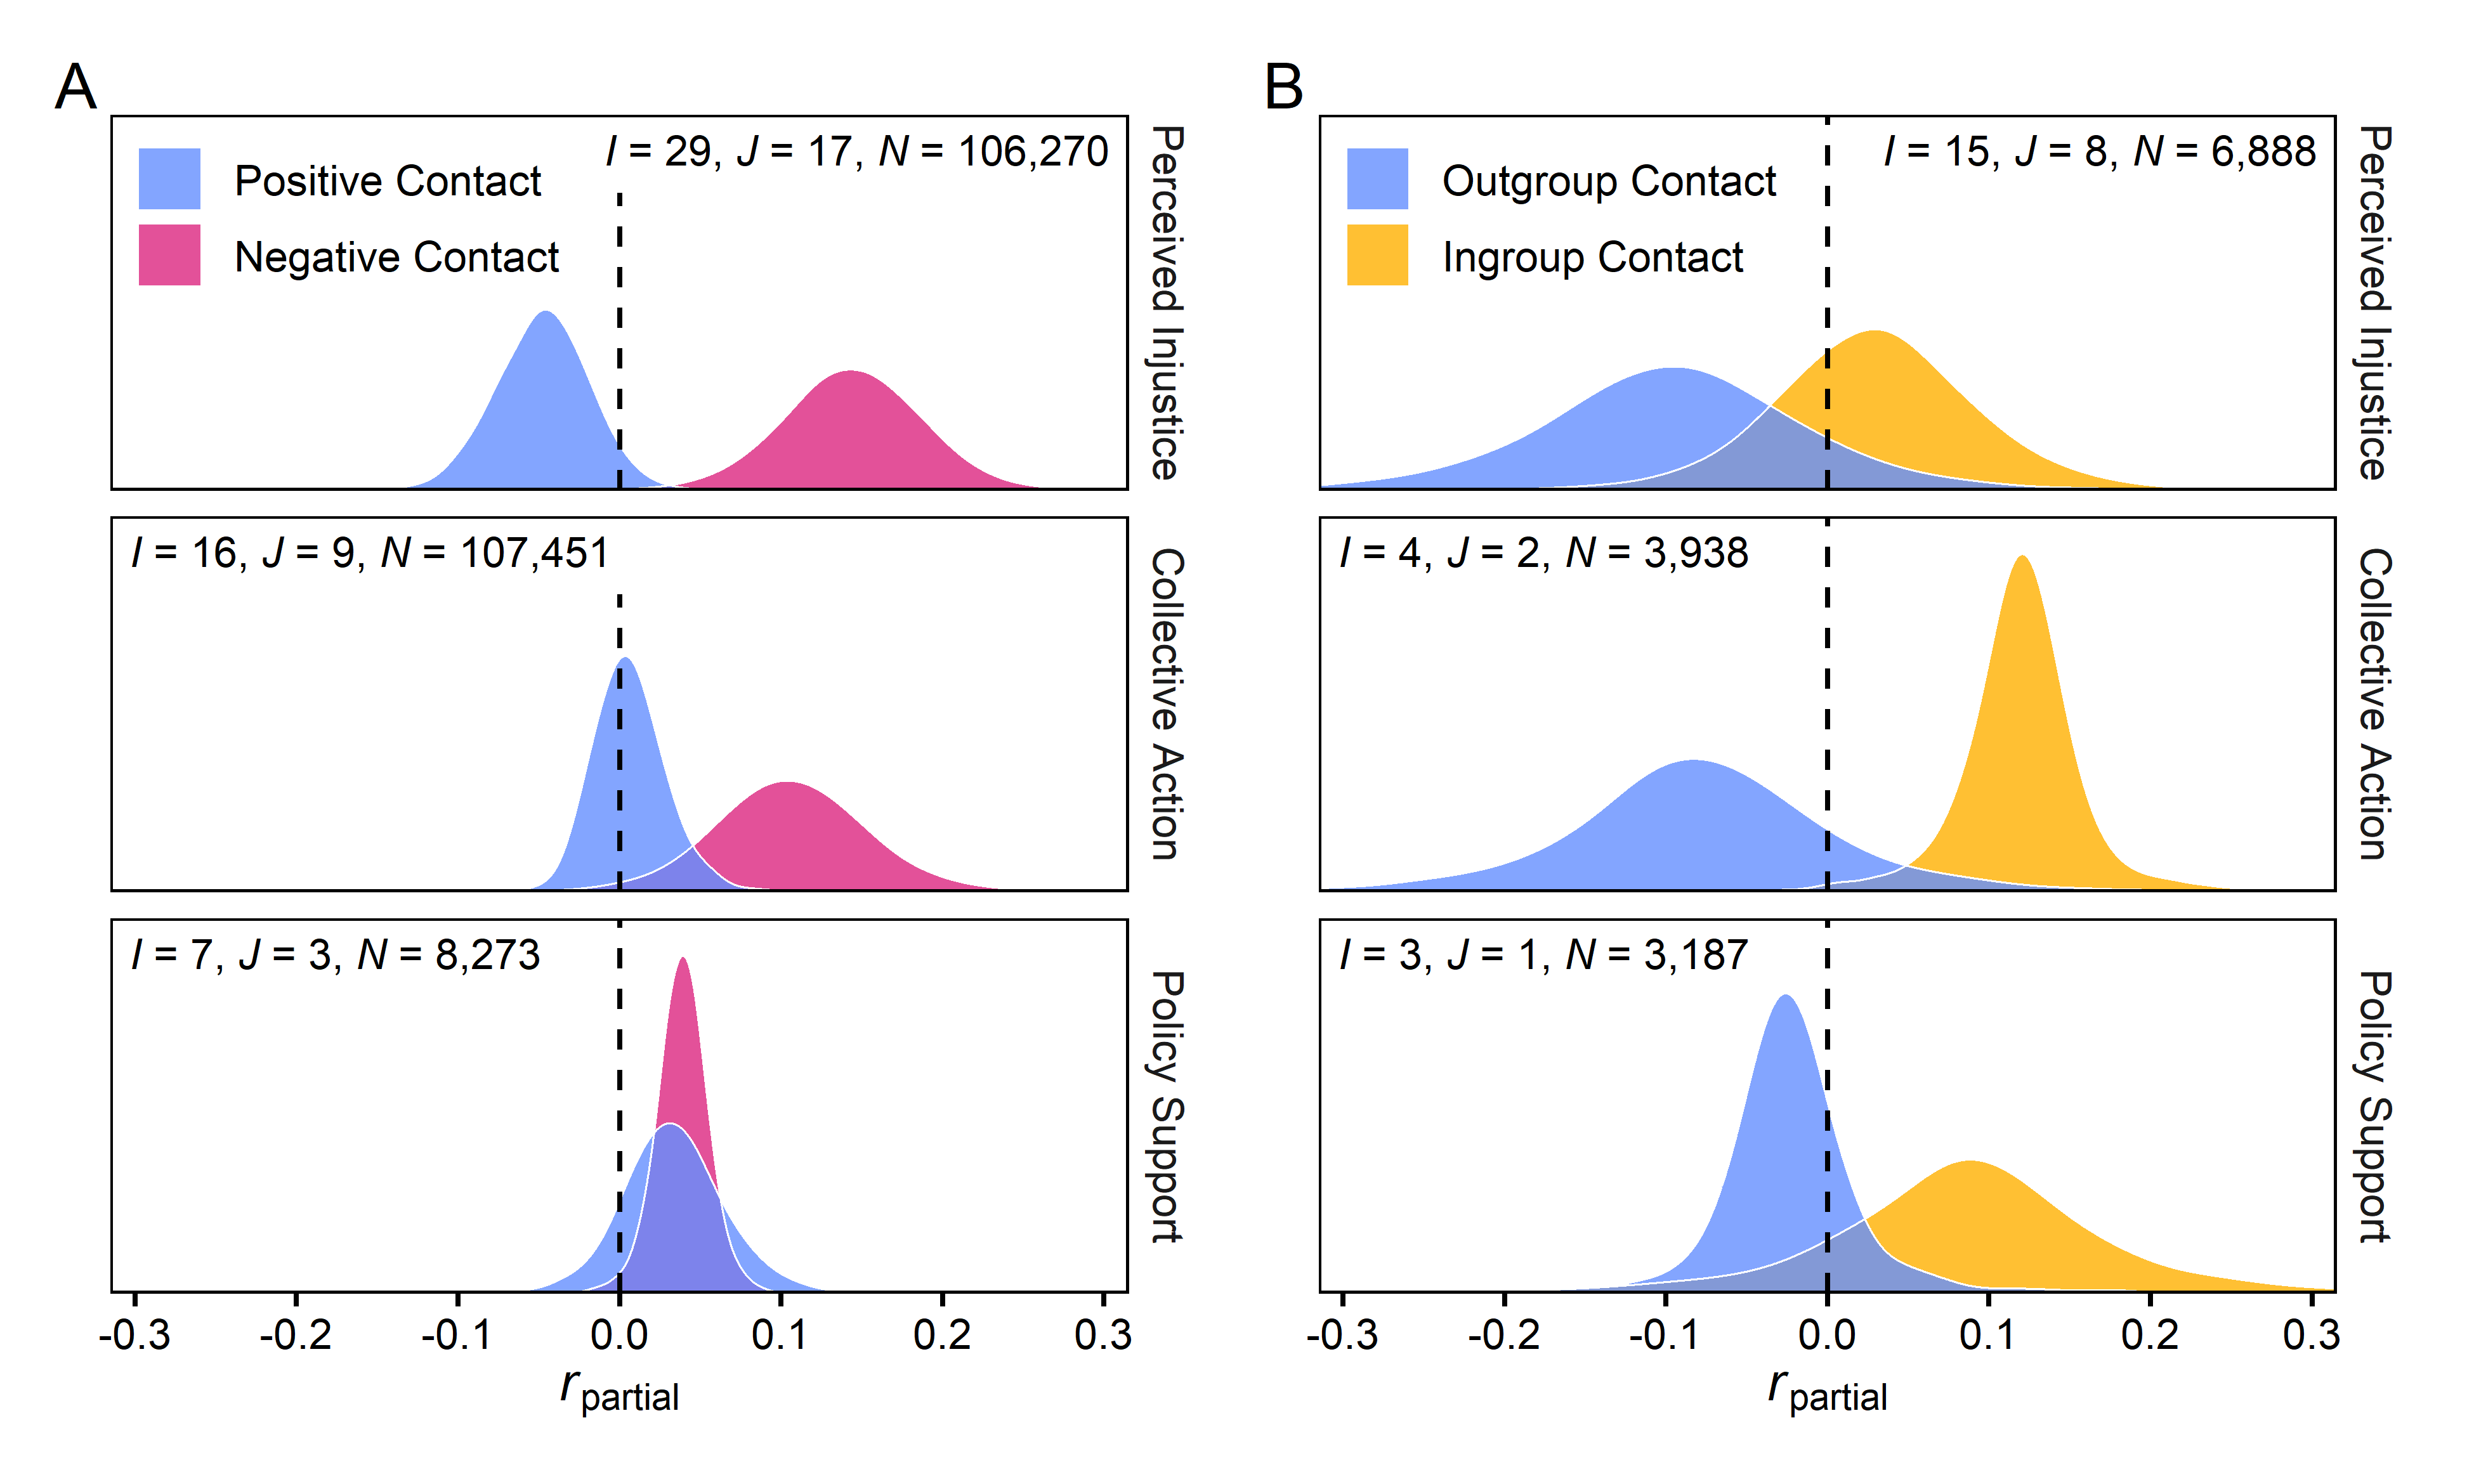 A
Positive Contact
Negative Contact
I = 29, J = 17, N = 106,270
Perceived Injustice
I = 16, J = 9, N = 107,451
Collective Action
I = 7, J = 3, N = 8,273
Policy Support
-0.3 -0.2 -0.1 0.0 0.1 0.2 0.3
r partial
B
Outgroup Contact
Ingroup Contact
I = 15, J = 8, N = 6,888
Perceived Injustice
I = 4, J = 2, N = 3,938
Collective Action
I = 3, J = 1, N = 3,187
Policy Support
-0.3 -0.2 -0.1 0.0 0.1 0.2 0.3
r partial